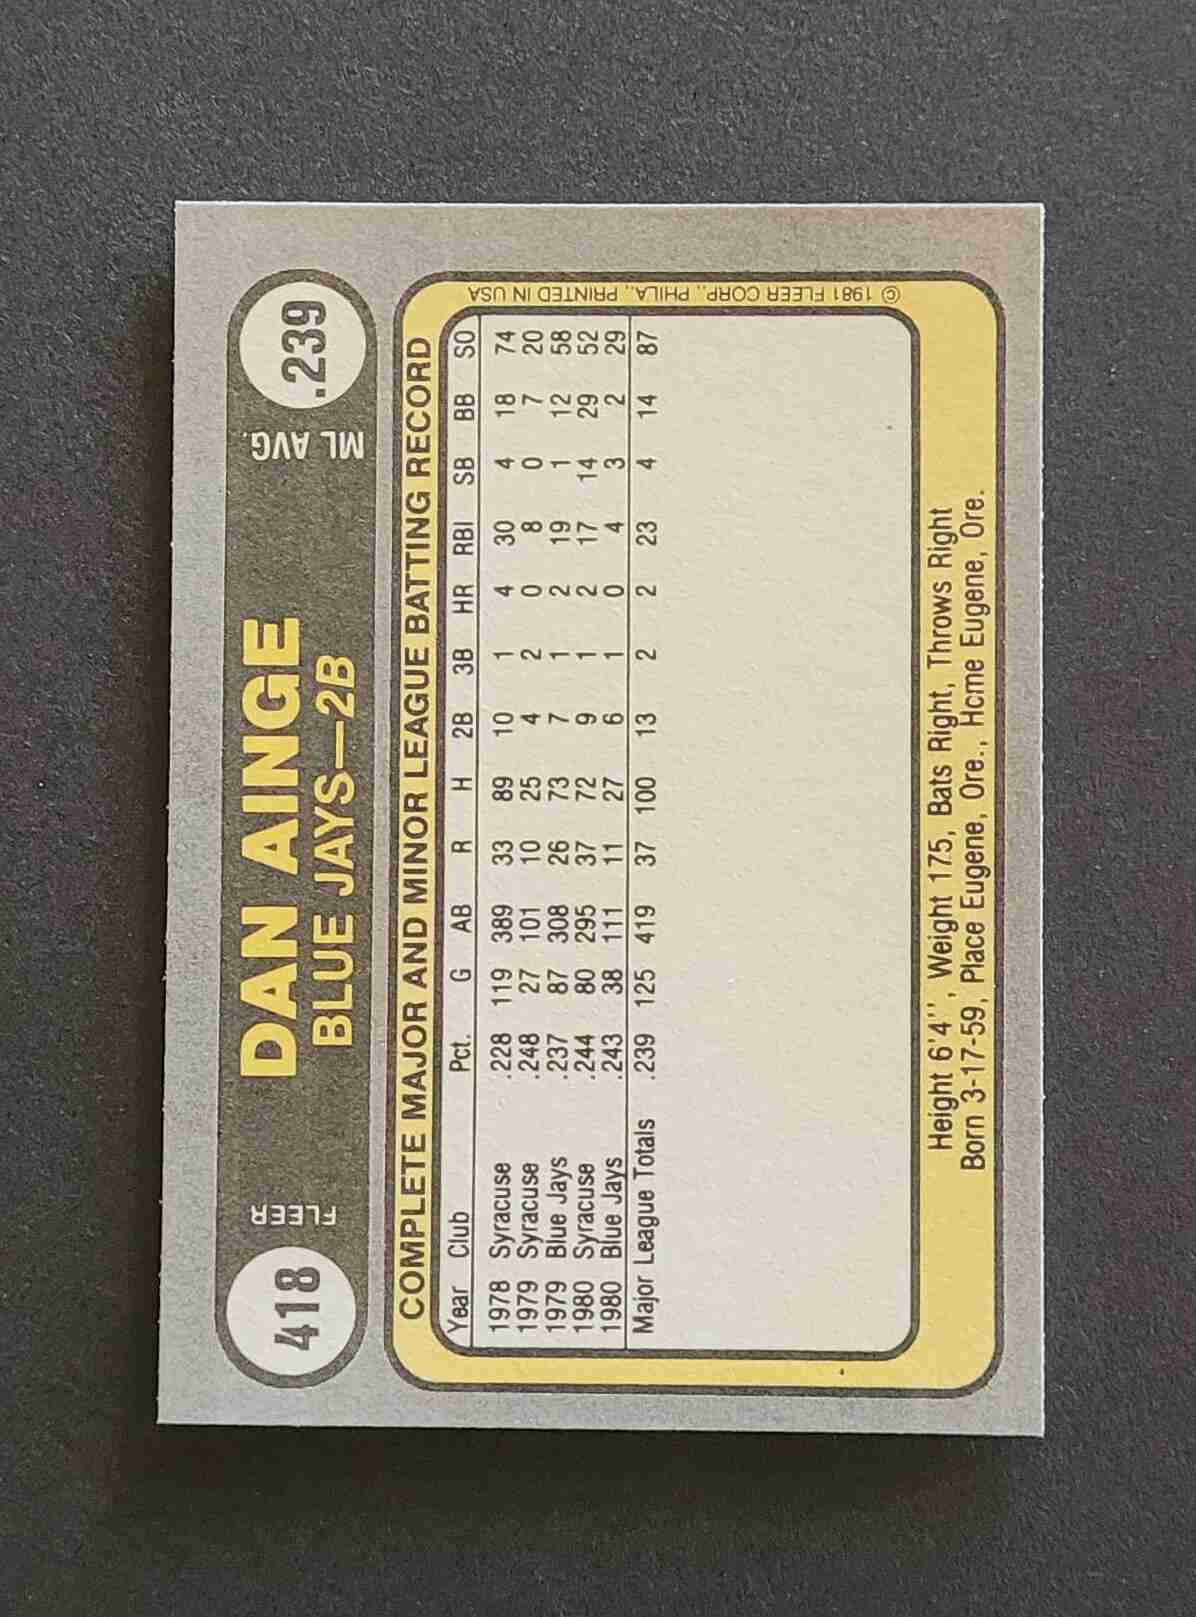 418
FLEER
DAN AINGE
BLUE JAYS—2B
ML AVG.
.239
COMPLETE MAJOR AND MINOR LEAGUE BATTING RECORD
Year Club Pct. G AB R H 2B 3B HR RBI SB BB SO
1978 Syracuse .228 119 389 33 89 10 1 4 30 4 18 74
1979 Syracuse .248 27 101 10 25 4 2 0 8 0 7 20
1979 Blue Jays .237 87 308 26 73 7 1 2 19 1 12 58
1980 Syracuse .244 80 295 37 72 9 1 2 17 14 29 52
1980 Blue Jays .243 38 111 11 27 6 1 0 4 3 2 29
Major League Totals .239 125 419 37 100 13 2 2 23 4 14 87
Height 6'4'', Weight 175, Bats Right, Throws Right
Born 3-17-59, Place Eugene, Ore., Home Eugene, Ore.
© 1981 FLEER CORP., PHILA., PRINTED IN USA